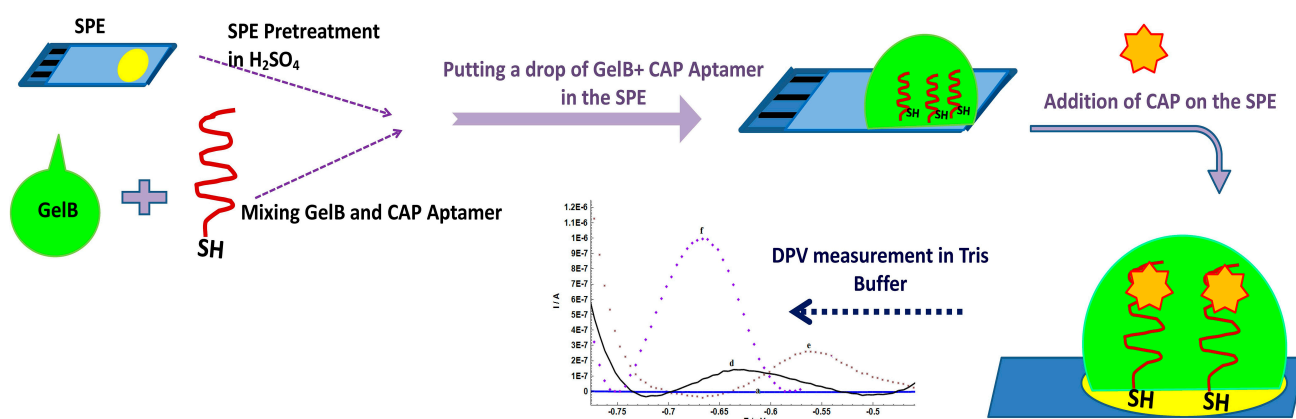 SPE
SPE Pretreatment
in H₂SO₄
GelB
SH
Mixing GelB and CAP Aptamer
Putting a drop of GelB+ CAP Aptamer
in the SPE
SH SH SH
Addition of CAP on the SPE
DPV measurement in Tris
Buffer
SH SH
I / A
1.2E-6
1.1E-6
1E-6
9E-7
8E-7
7E-7
6E-7
5E-7
4E-7
3E-7
2E-7
1E-7
0
f
d
e
-0.75 -0.7 -0.65 -0.6 -0.55 -0.5